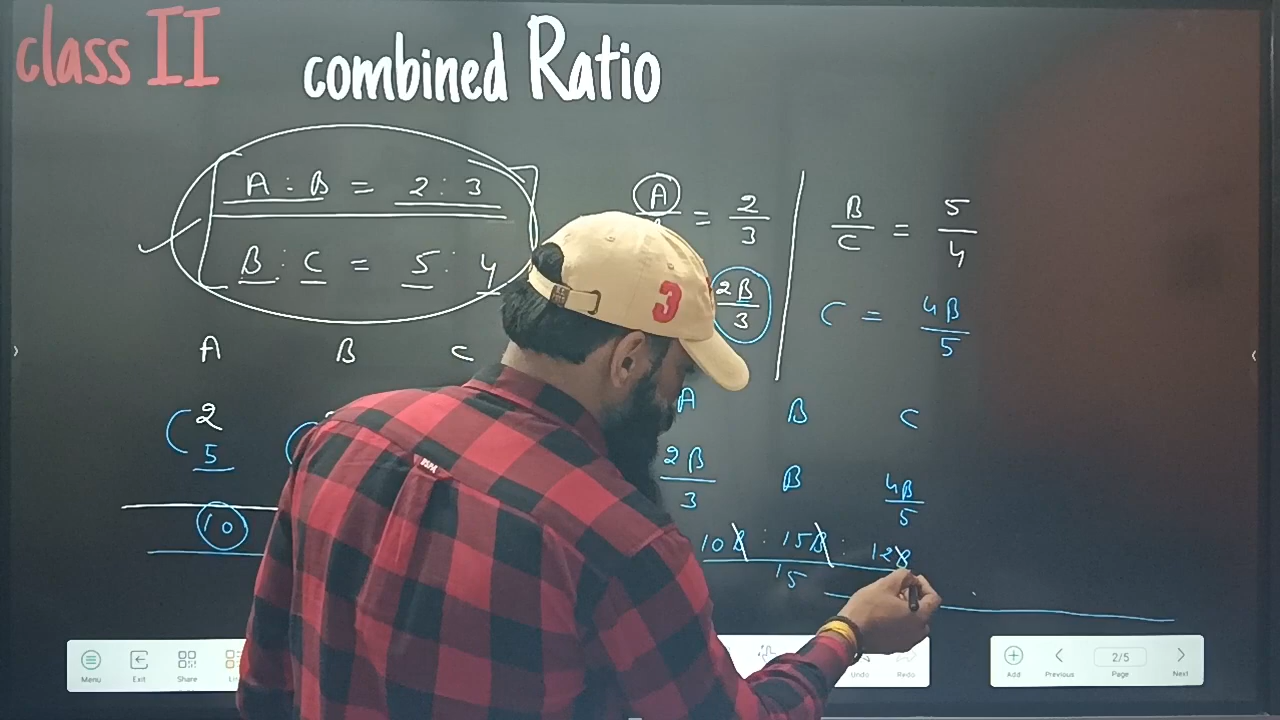 class II
combined Ratio
A : B = 2 : 3
B : C = 5 : 4
A B C
2
5
10
A = 2/3
2B/3
B/C = 5/4
C = 4B/5
A B C
2B/3 B 4B/5
10B : 15B : 12B
15
3
Menu Exit Share Undo Redo
Add Previous 2/5 Page Next